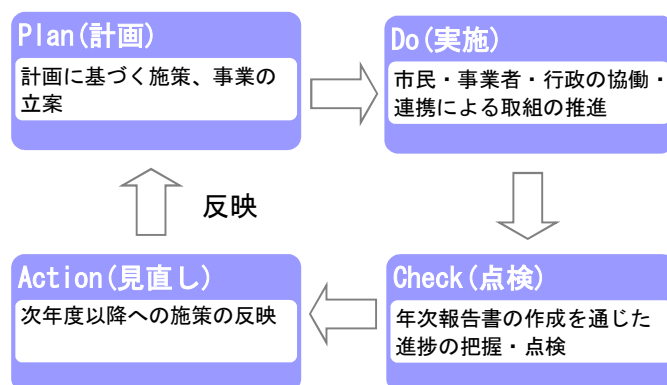 Plan(計画)
計画に基づく施策、事業の
立案
Do(実施)
市民・事業者・行政の協働・
連携による取組の推進
反映
Action(見直し)
次年度以降への施策の反映
Check(点検)
年次報告書の作成を通じた
進捗の把握・点検